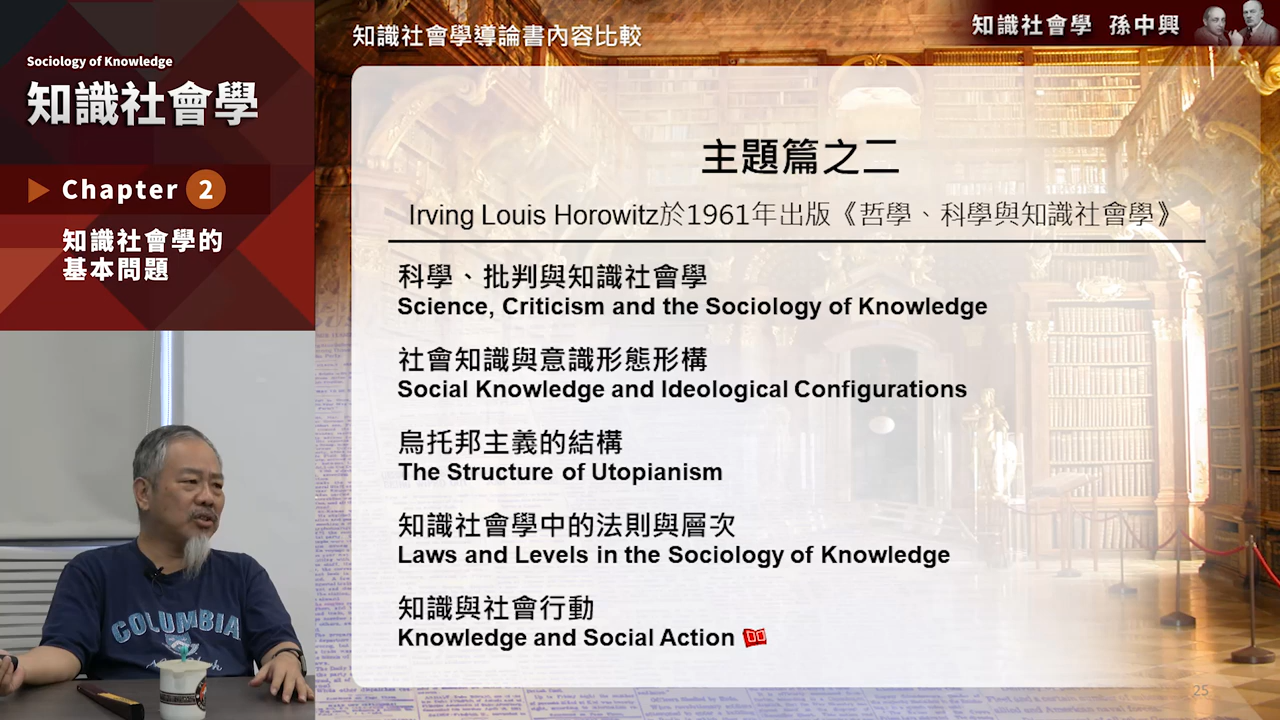 Sociology of Knowledge
知識社會學
Chapter 2
知識社會學的
基本問題
知識社會學導論書內容比較
知識社會學 孫中興
主題篇之二
Irving Louis Horowitz於1961年出版《哲學、科學與知識社會學》
科學、批判與知識社會學
Science, Criticism and the Sociology of Knowledge
社會知識與意識形態形構
Social Knowledge and Ideological Configurations
烏托邦主義的結構
The Structure of Utopianism
知識社會學中的法則與層次
Laws and Levels in the Sociology of Knowledge
知識與社會行動
Knowledge and Social Action
25
COLUMBIA